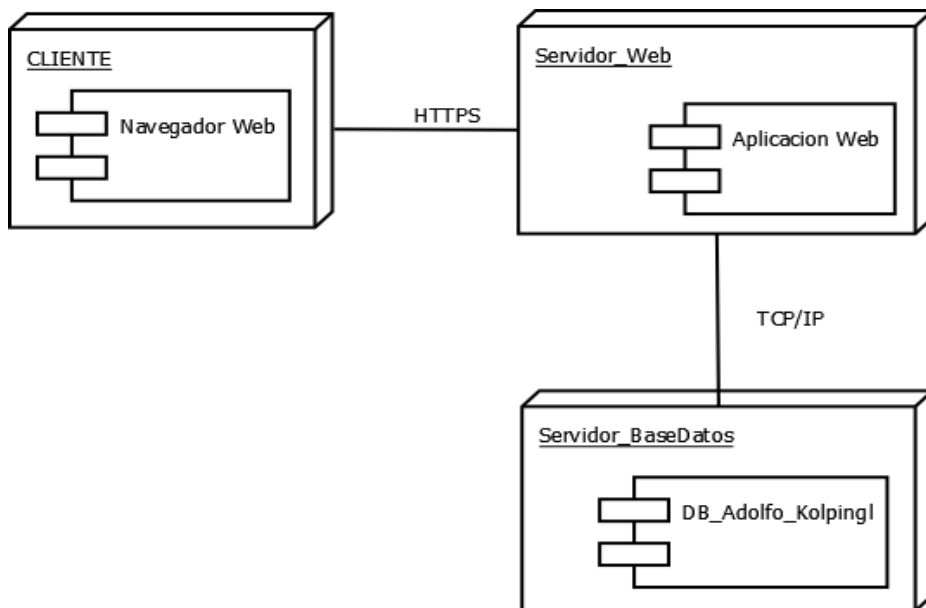 CLIENTE
Navegador Web
HTTPS
Servidor_Web
Aplicacion Web
TCP/IP
Servidor_BaseDatos
DB_Adolfo_Kolpingl